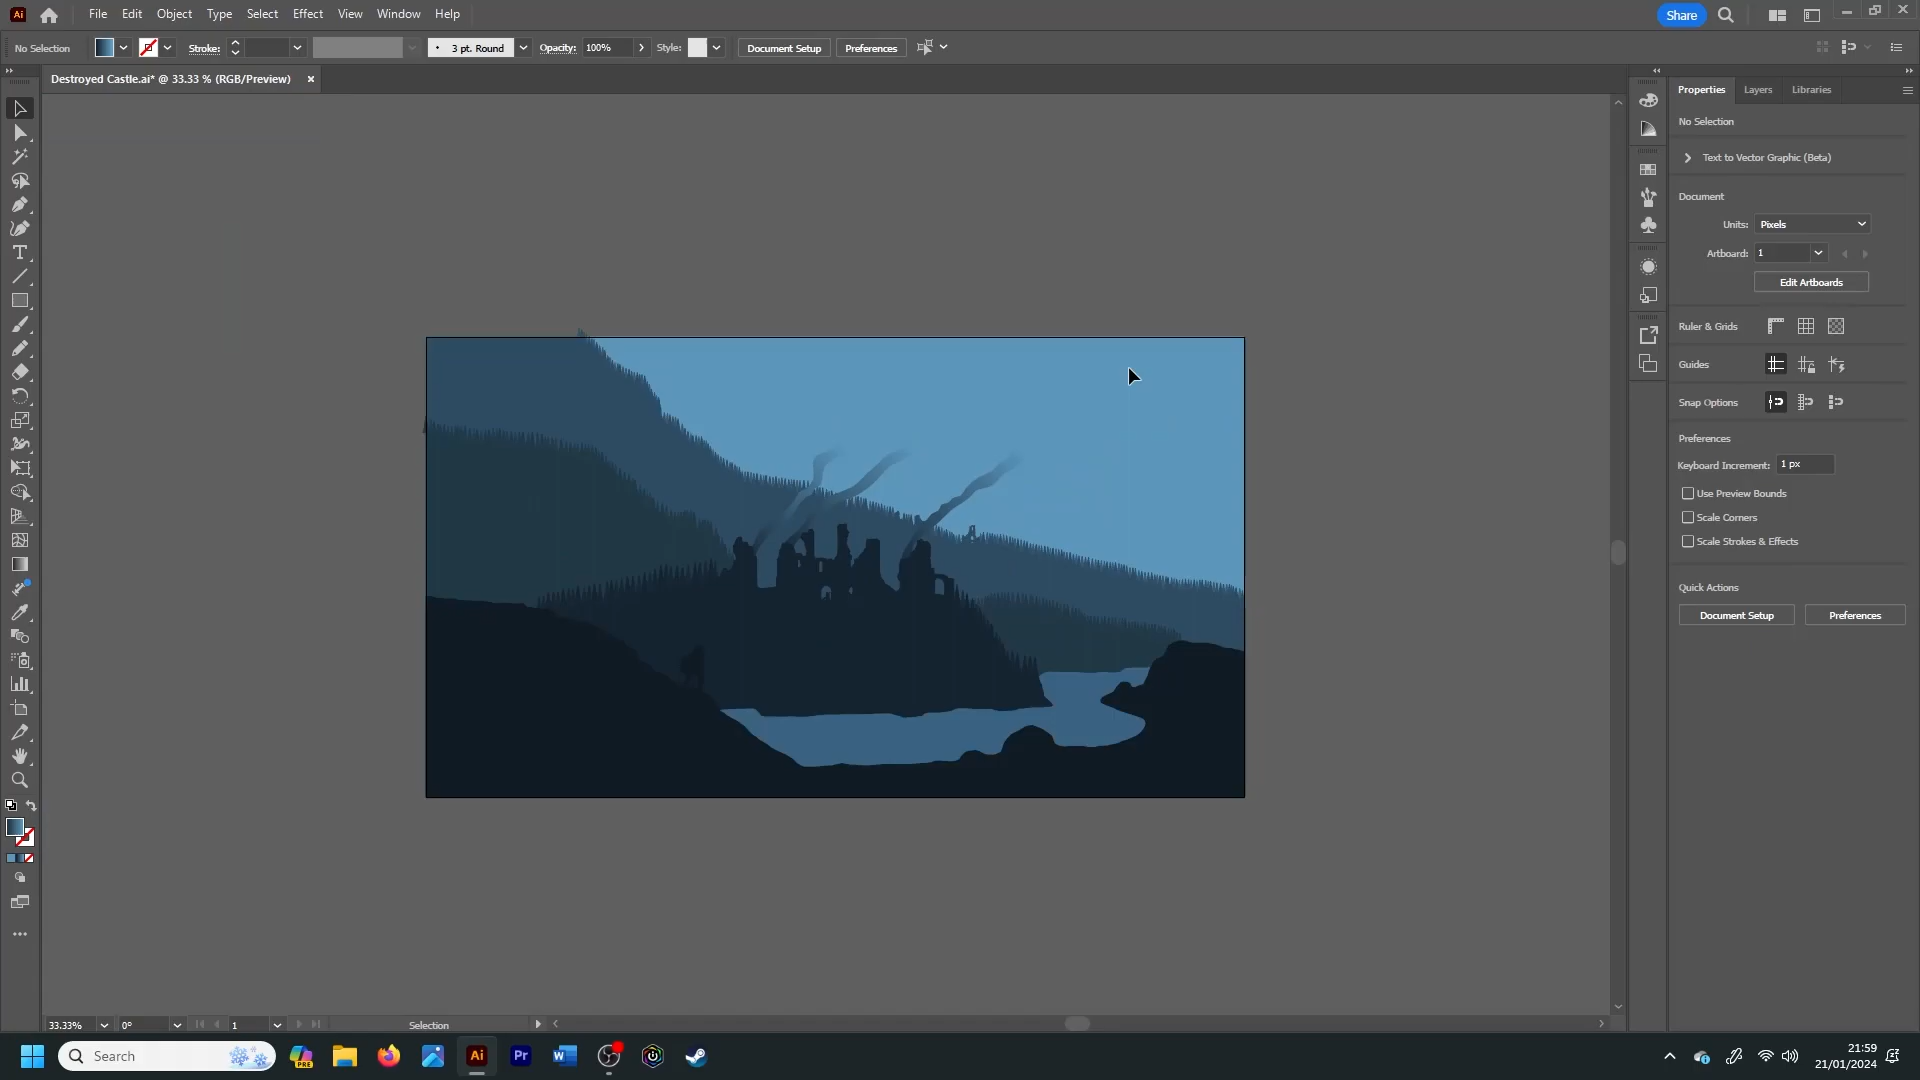 Ai
File Edit Object Type Select Effect View Window Help
Share
No Selection
Stroke:
3 pt. Round
Opacity: 100%
Style:
Document Setup
Preferences
Destroyed Castle.ai* @ 33.33 % (RGB/Preview)
Properties
Layers
Libraries
No Selection
Text to Vector Graphic (Beta)
Document
Units: Pixels
Artboard: 1
Edit Artboards
Ruler & Grids
Guides
Snap Options
Preferences
Keyboard Increment: 1 px
Use Preview Bounds
Scale Corners
Scale Strokes & Effects
Quick Actions
Document Setup
Preferences
33.33%
0°
1
Selection
Search
PRE
Ai
Pr
W
21:59
21/01/2024